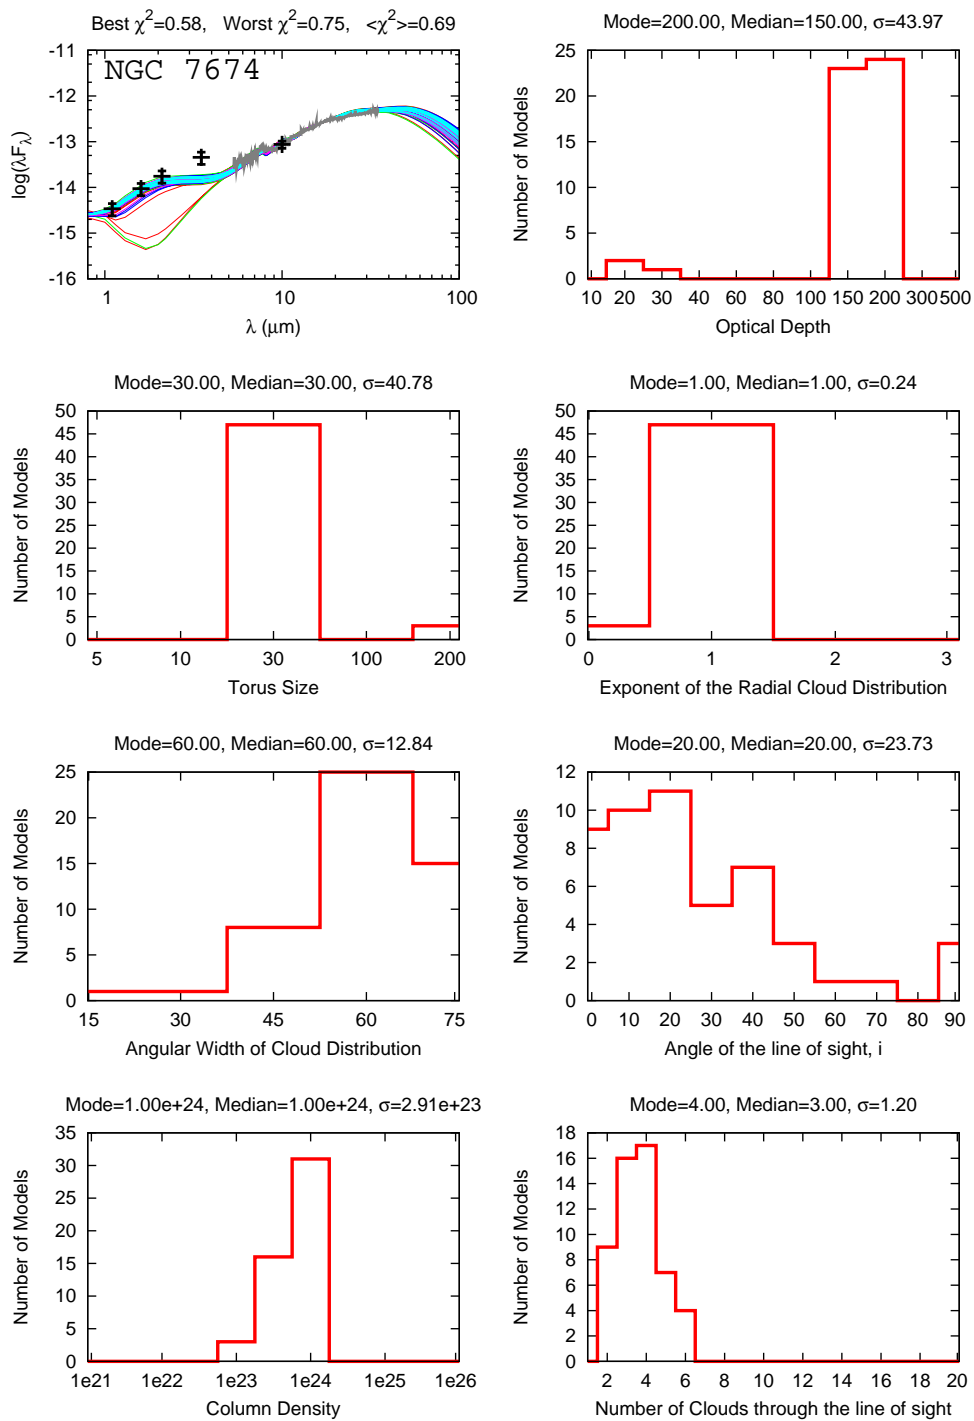 Best χ²=0.58, Worst χ²=0.75, <χ²>=0.69
NGC 7674
log(λFλ)
-11
-12
-13
-14
-15
-16
1 10 100
λ (μm)
Mode=200.00, Median=150.00, σ=43.97
Number of Models
25
20
15
10
5
0
10 20 30 40 60 80 100 150 200 300 500
Optical Depth
Mode=30.00, Median=30.00, σ=40.78
Number of Models
50
45
40
35
30
25
20
15
10
5
0
5 10 30 100 200
Torus Size
Mode=1.00, Median=1.00, σ=0.24
Number of Models
50
45
40
35
30
25
20
15
10
5
0
0 1 2 3
Exponent of the Radial Cloud Distribution
Mode=60.00, Median=60.00, σ=12.84
Number of Models
25
20
15
10
5
0
15 30 45 60 75
Angular Width of Cloud Distribution
Mode=20.00, Median=20.00, σ=23.73
Number of Models
12
10
8
6
4
2
0
0 10 20 30 40 50 60 70 80 90
Angle of the line of sight, i
Mode=1.00e+24, Median=1.00e+24, σ=2.91e+23
Number of Models
35
30
25
20
15
10
5
0
1e21 1e22 1e23 1e24 1e25 1e26
Column Density
Mode=4.00, Median=3.00, σ=1.20
Number of Models
18
16
14
12
10
8
6
4
2
0
2 4 6 8 10 12 14 16 18 20
Number of Clouds through the line of sight